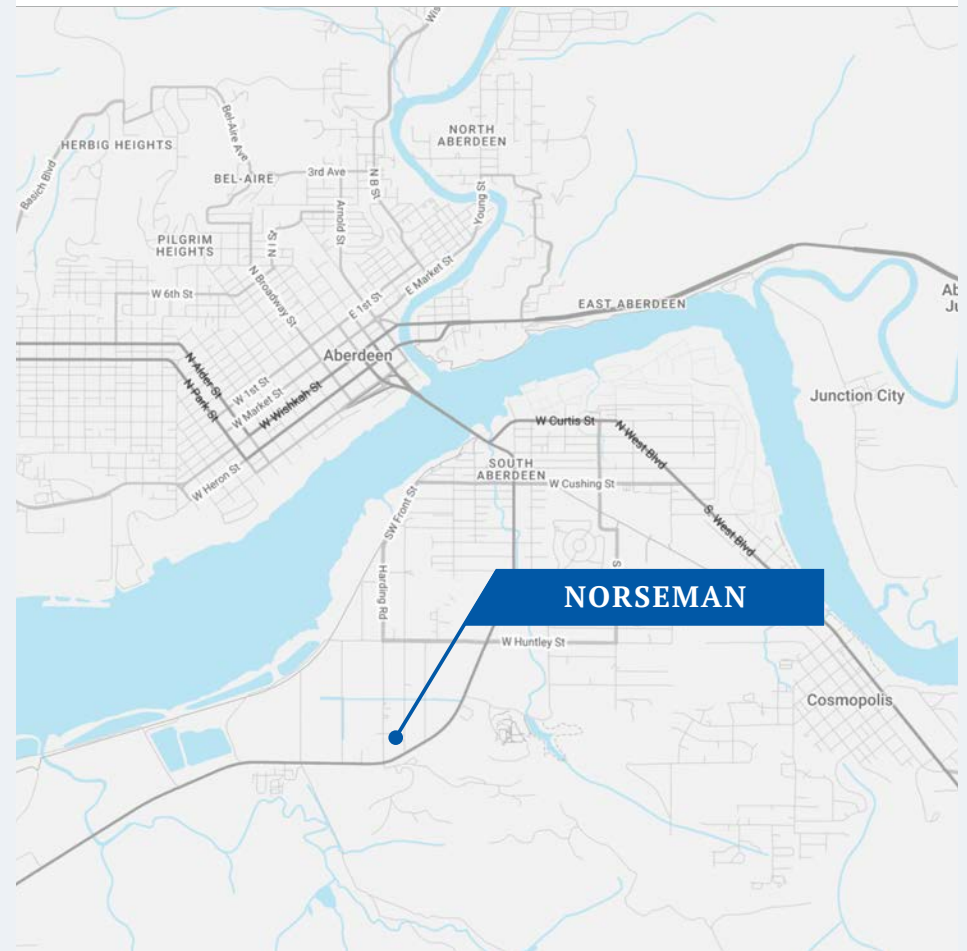 Wis
NORTH
ABERDEEN
HERBIG HEIGHTS
Bel-Aire Ave
3rd Ave
BEL-AIRE
N B St
Basich Blvd
Arnold St
Young St
PILGRIM
HEIGHTS
N I St
E Market St
W 6th St
N Broadway St
E 1st St
EAST ABERDEEN
Ab
Ju
Aberdeen
N Alder St
N Park St
W 1st St
W Market St
W Wishkah St
Junction City
W Curtis St
N West Blvd
SOUTH
ABERDEEN
W Heron St
W Cushing St
SW Front St
S West Blvd
S
Harding Rd
NORSEMAN
W Huntley St
Cosmopolis